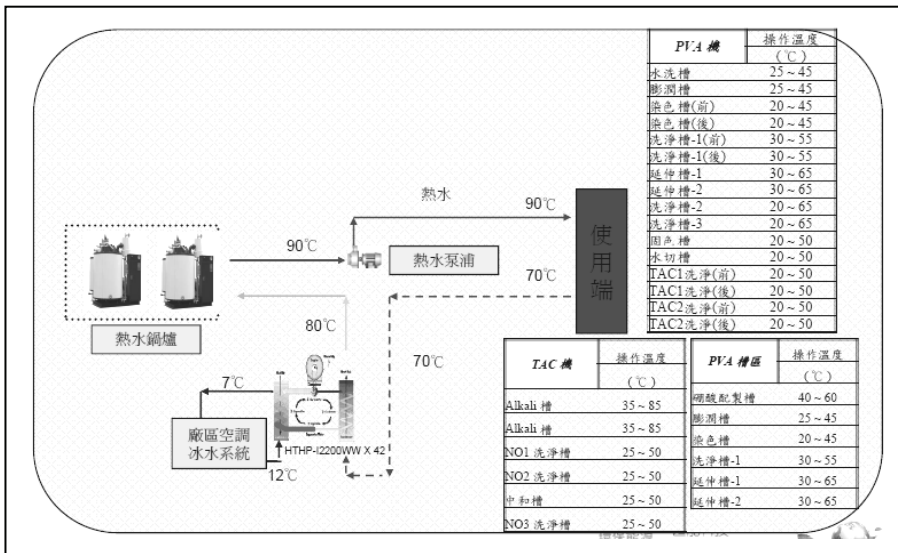 熱水
90℃
90℃
熱水泵浦
使用端
70℃
熱水鍋爐
80℃
70℃
7℃
廠區空調
冰水系統
12℃
HTHP-I2200WW X 42
PVA 機 操作溫度
(℃)
水洗槽 25～45
膨潤槽 25～45
染色槽(前) 20～45
染色槽(後) 20～45
洗淨槽-1(前) 30～55
洗淨槽-1(後) 30～55
延伸槽-1 30～65
延伸槽-2 30～65
洗淨槽-2 20～65
洗淨槽-3 20～65
固色槽 20～50
水切槽 20～50
TAC1洗淨(前) 20～50
TAC1洗淨(後) 20～50
TAC2洗淨(前) 20～50
TAC2洗淨(後) 20～50
TAC 機 操作溫度
(℃)
Alkali 槽 35～85
Alkali 槽 35～85
NO1 洗淨槽 25～50
NO2 洗淨槽 25～50
中和槽 25～50
NO3 洗淨槽 25～50
PVA 槽區 操作溫度
(℃)
硼酸配製槽 40～60
膨潤槽 25～45
染色槽 20～45
洗淨槽-1 30～55
延伸槽-1 30～65
延伸槽-2 30～65